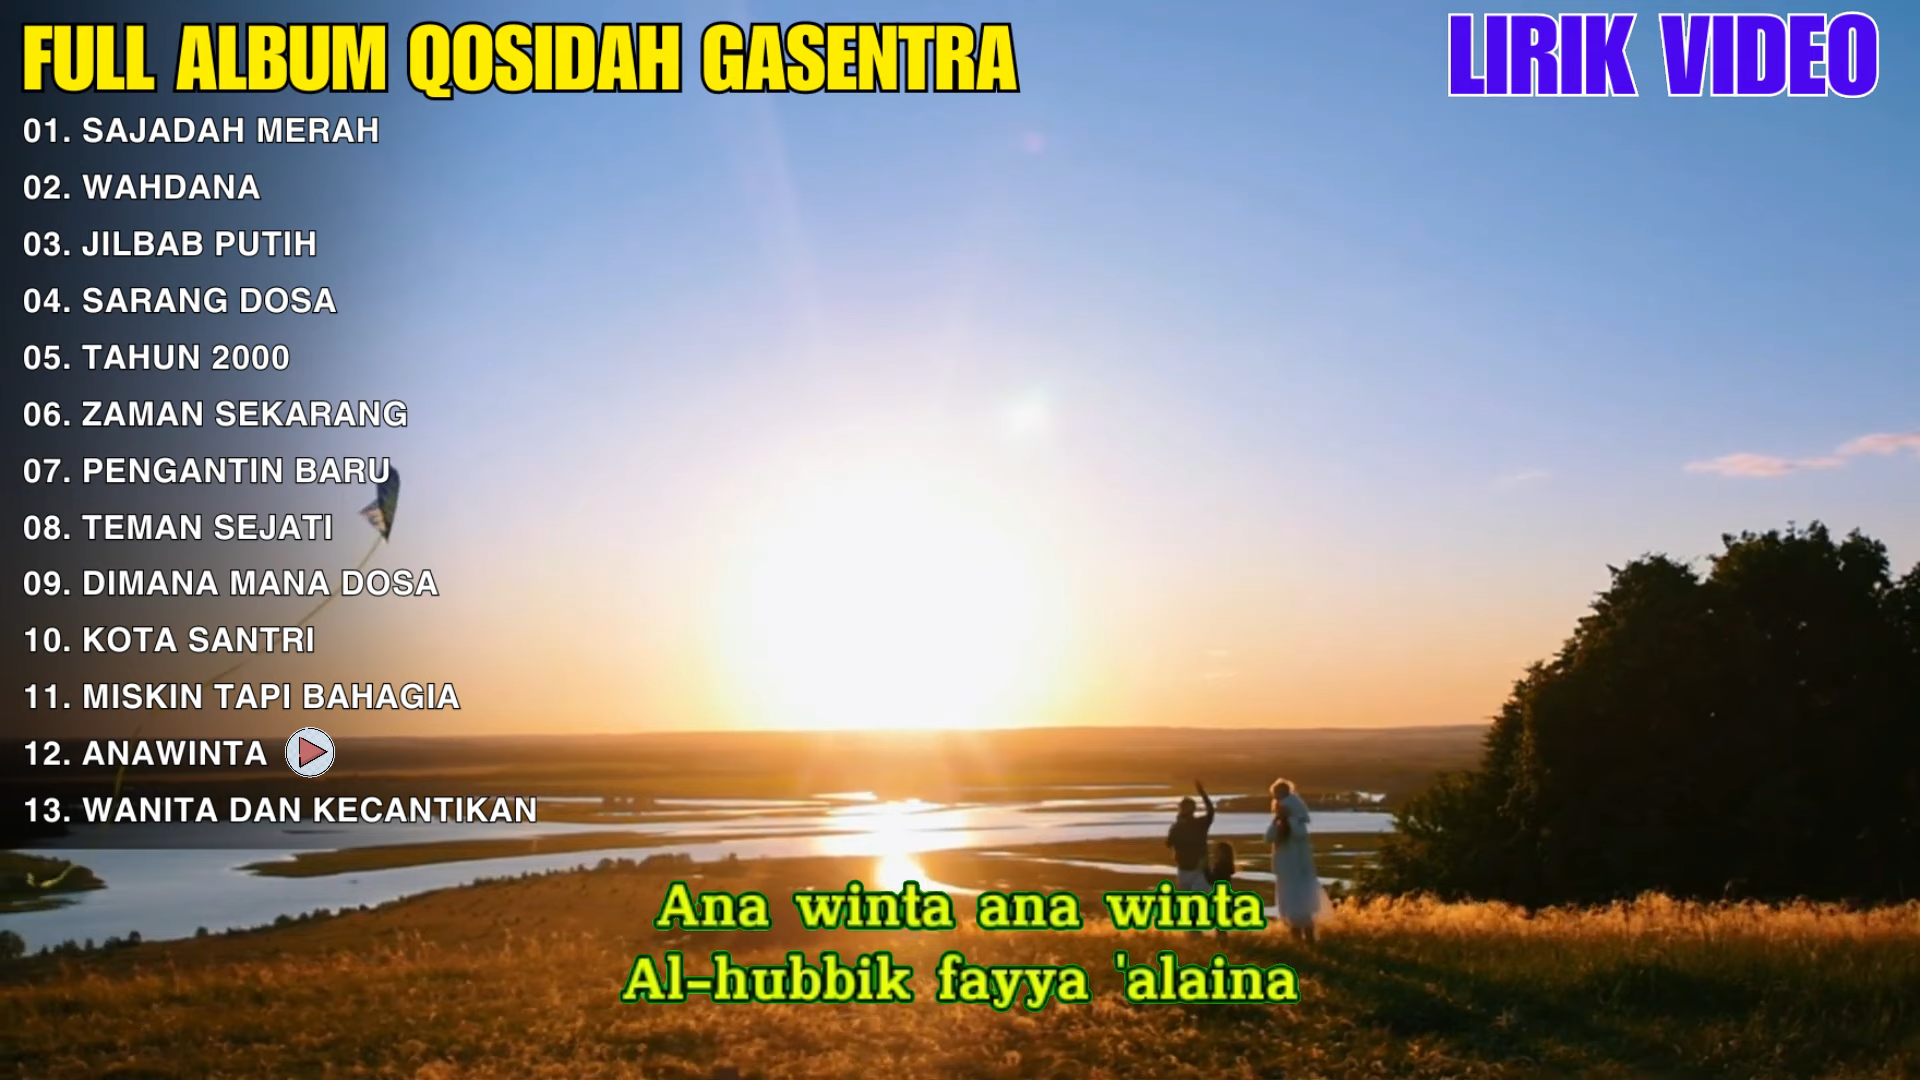 FULL ALBUM QOSIDAH GASENTRA
LIRIK VIDEO
01. SAJADAH MERAH
02. WAHDANA
03. JILBAB PUTIH
04. SARANG DOSA
05. TAHUN 2000
06. ZAMAN SEKARANG
07. PENGANTIN BARU
08. TEMAN SEJATI
09. DIMANA MANA DOSA
10. KOTA SANTRI
11. MISKIN TAPI BAHAGIA
12. ANAWINTA
13. WANITA DAN KECANTIKAN
Ana winta ana winta
Al-hubbik fayya 'alaina